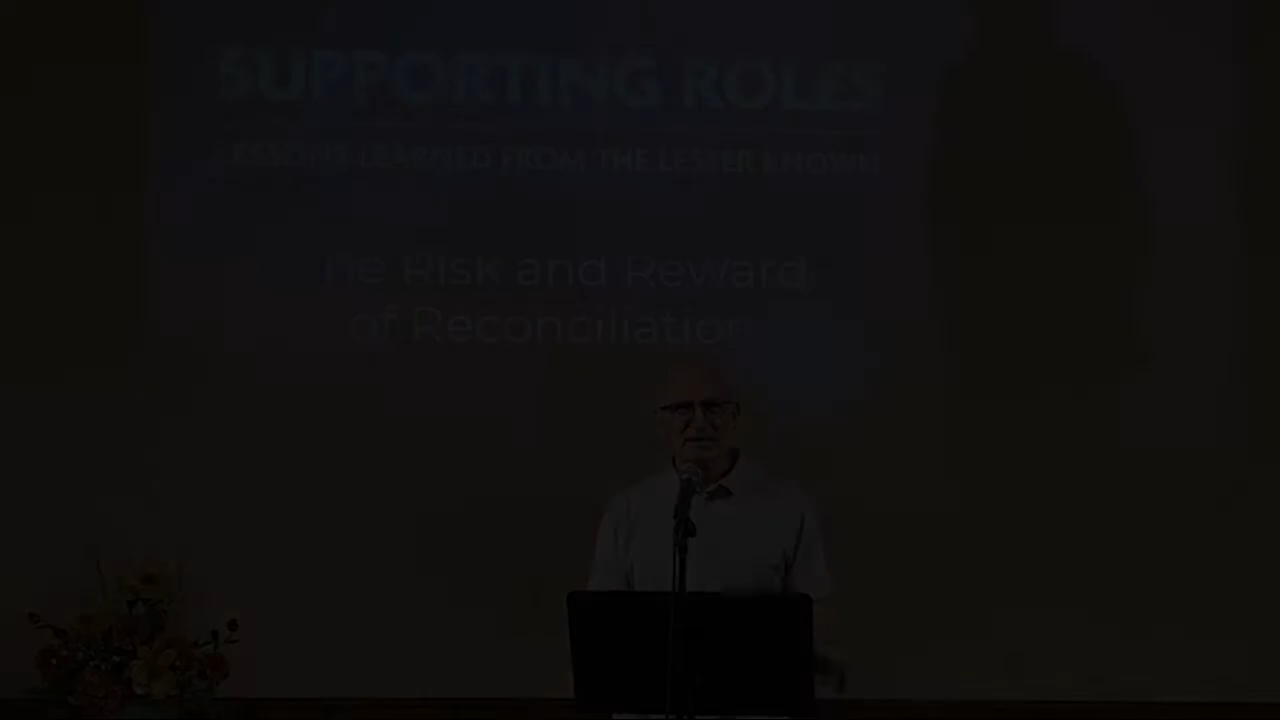 SUPPORTING ROLES
LESSONS LEARNED FROM THE LESSER KNOWN
The Risk and Reward
of Reconciliation